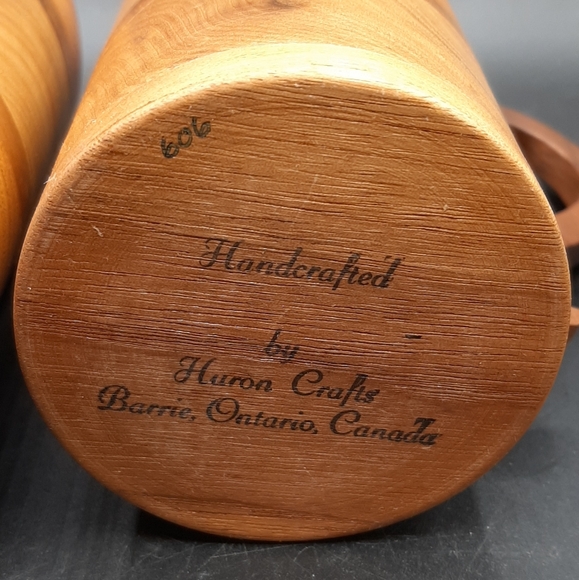 606
Handcrafted
by
Huron Crafts
Barrie, Ontario, Canada